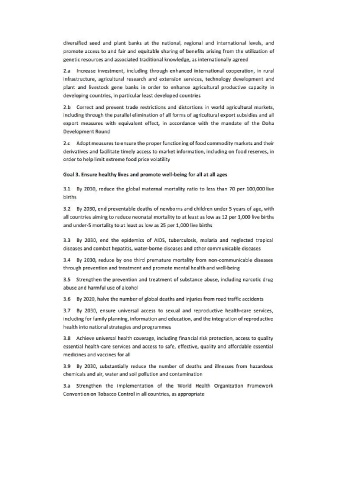 diversified seed and plant banks at the national, regional and international levels, and
promote access to and fair and equitable sharing of benefits arising from the utilization of
genetic resources and associated traditional knowledge, as internationally agreed
2.a Increase investment, including through enhanced international cooperation, in rural
infrastructure, agricultural research and extension services, technology development and
plant and livestock gene banks in order to enhance agricultural productive capacity in
developing countries, in particular least developed countries
2.b Correct and prevent trade restrictions and distortions in world agricultural markets,
including through the parallel elimination of all forms of agricultural export subsidies and all
export measures with equivalent effect, in accordance with the mandate of the Doha
Development Round
2.c Adopt measures to ensure the proper functioning of food commodity markets and their
derivatives and facilitate timely access to market information, including on food reserves, in
order to help limit extreme food price volatility
Goal 3. Ensure healthy lives and promote well-being for all at all ages
3.1 By 2030, reduce the global maternal mortality ratio to less than 70 per 100,000 live
births
3.2 By 2030, end preventable deaths of newborns and children under 5 years of age, with
all countries aiming to reduce neonatal mortality to at least as low as 12 per 1,000 live births
and under-5 mortality to at least as low as 25 per 1,000 live births
3.3 By 2030, end the epidemics of AIDS, tuberculosis, malaria and neglected tropical
diseases and combat hepatitis, water-borne diseases and other communicable diseases
3.4 By 2030, reduce by one third premature mortality from non-communicable diseases
through prevention and treatment and promote mental health and well-being
3.5 Strengthen the prevention and treatment of substance abuse, including narcotic drug
abuse and harmful use of alcohol
3.6 By 2020, halve the number of global deaths and injuries from road traffic accidents
3.7 By 2030, ensure universal access to sexual and reproductive health-care services,
including for family planning, information and education, and the integration of reproductive
health into national strategies and programmes
3.8 Achieve universal health coverage, including financial risk protection, access to quality
essential health-care services and access to safe, effective, quality and affordable essential
medicines and vaccines for all
3.9 By 2030, substantially reduce the number of deaths and illnesses from hazardous
chemicals and air, water and soil pollution and contamination
3.a Strengthen the implementation of the World Health Organization Framework
Convention on Tobacco Control in all countries, as appropriate